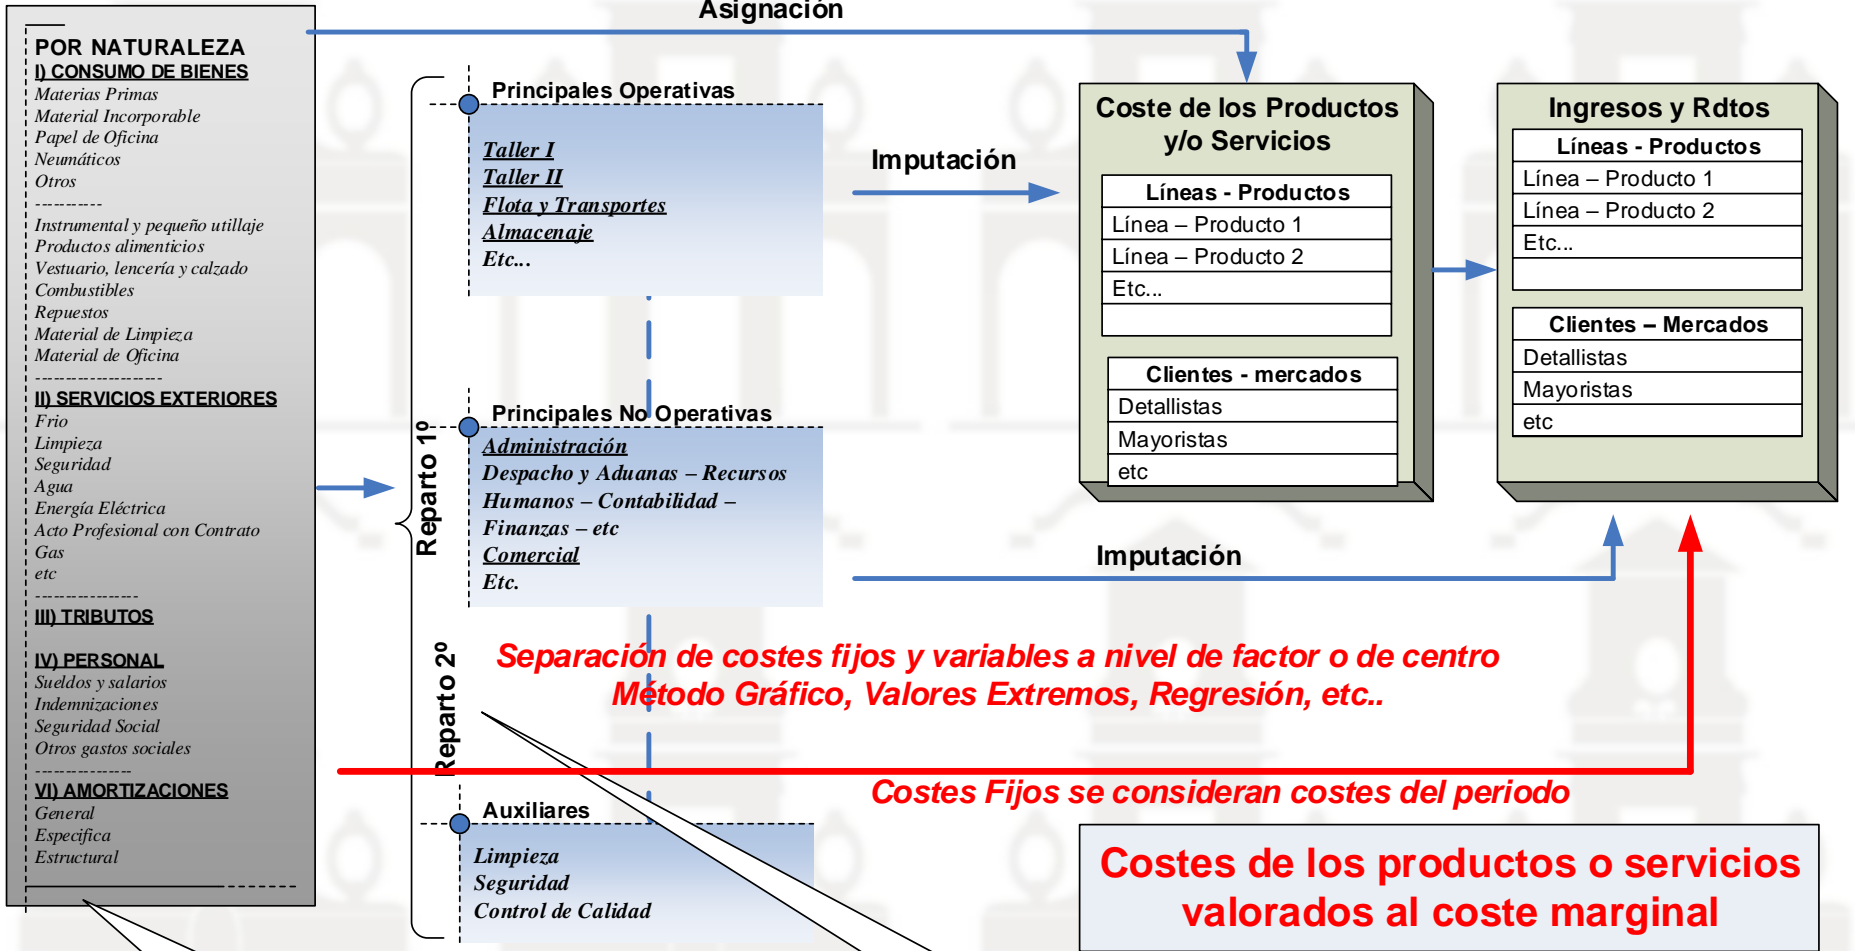 Asignación
POR NATURALEZA
I) CONSUMO DE BIENES
Materias Primas
Material Incorporable
Papel de Oficina
Neumáticos
Otros
-----------
Instrumental y pequeño utillaje
Productos alimenticios
Vestuario, lencería y calzado
Combustibles
Repuestos
Material de Limpieza
Material de Oficina
---------------------
II) SERVICIOS EXTERIORES
Frio
Limpieza
Seguridad
Agua
Energía Eléctrica
Acto Profesional con Contrato
Gas
etc
-----------------
III) TRIBUTOS
IV) PERSONAL
Sueldos y salarios
Indemnizaciones
Seguridad Social
Otros gastos sociales
----------------
VI) AMORTIZACIONES
General
Especifica
Estructural
Reparto 1º
Reparto 2º
Principales Operativas
Taller I
Taller II
Flota y Transportes
Almacenaje
Etc...
Principales No Operativas
Administración
Despacho y Aduanas – Recursos
Humanos – Contabilidad –
Finanzas – etc
Comercial
Etc.
Auxiliares
Limpieza
Seguridad
Control de Calidad
Imputación
Coste de los Productos
y/o Servicios
Líneas - Productos
Línea – Producto 1
Línea – Producto 2
Etc...
Clientes - mercados
Detallistas
Mayoristas
etc
Ingresos y Rdtos
Líneas - Productos
Línea – Producto 1
Línea – Producto 2
Etc...
Clientes – Mercados
Detallistas
Mayoristas
etc
Imputación
Separación de costes fijos y variables a nivel de factor o de centro
Método Gráfico, Valores Extremos, Regresión, etc..
Costes Fijos se consideran costes del periodo
Costes de los productos o servicios
valorados al coste marginal